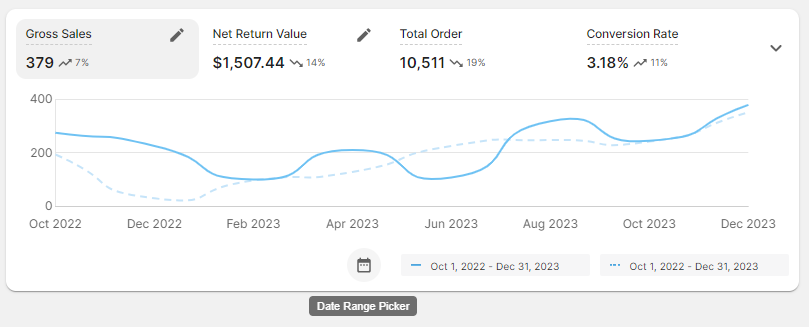 Gross Sales
Net Return Value
Total Order
Conversion Rate
379 7%
$1,507.44 14%
10,511 19%
3.18% 11%
400
200
0
Oct 2022 Dec 2022 Feb 2023 Apr 2023 Jun 2023 Aug 2023 Oct 2023 Dec 2023
Oct 1, 2022 - Dec 31, 2023
Oct 1, 2022 - Dec 31, 2023
Date Range Picker